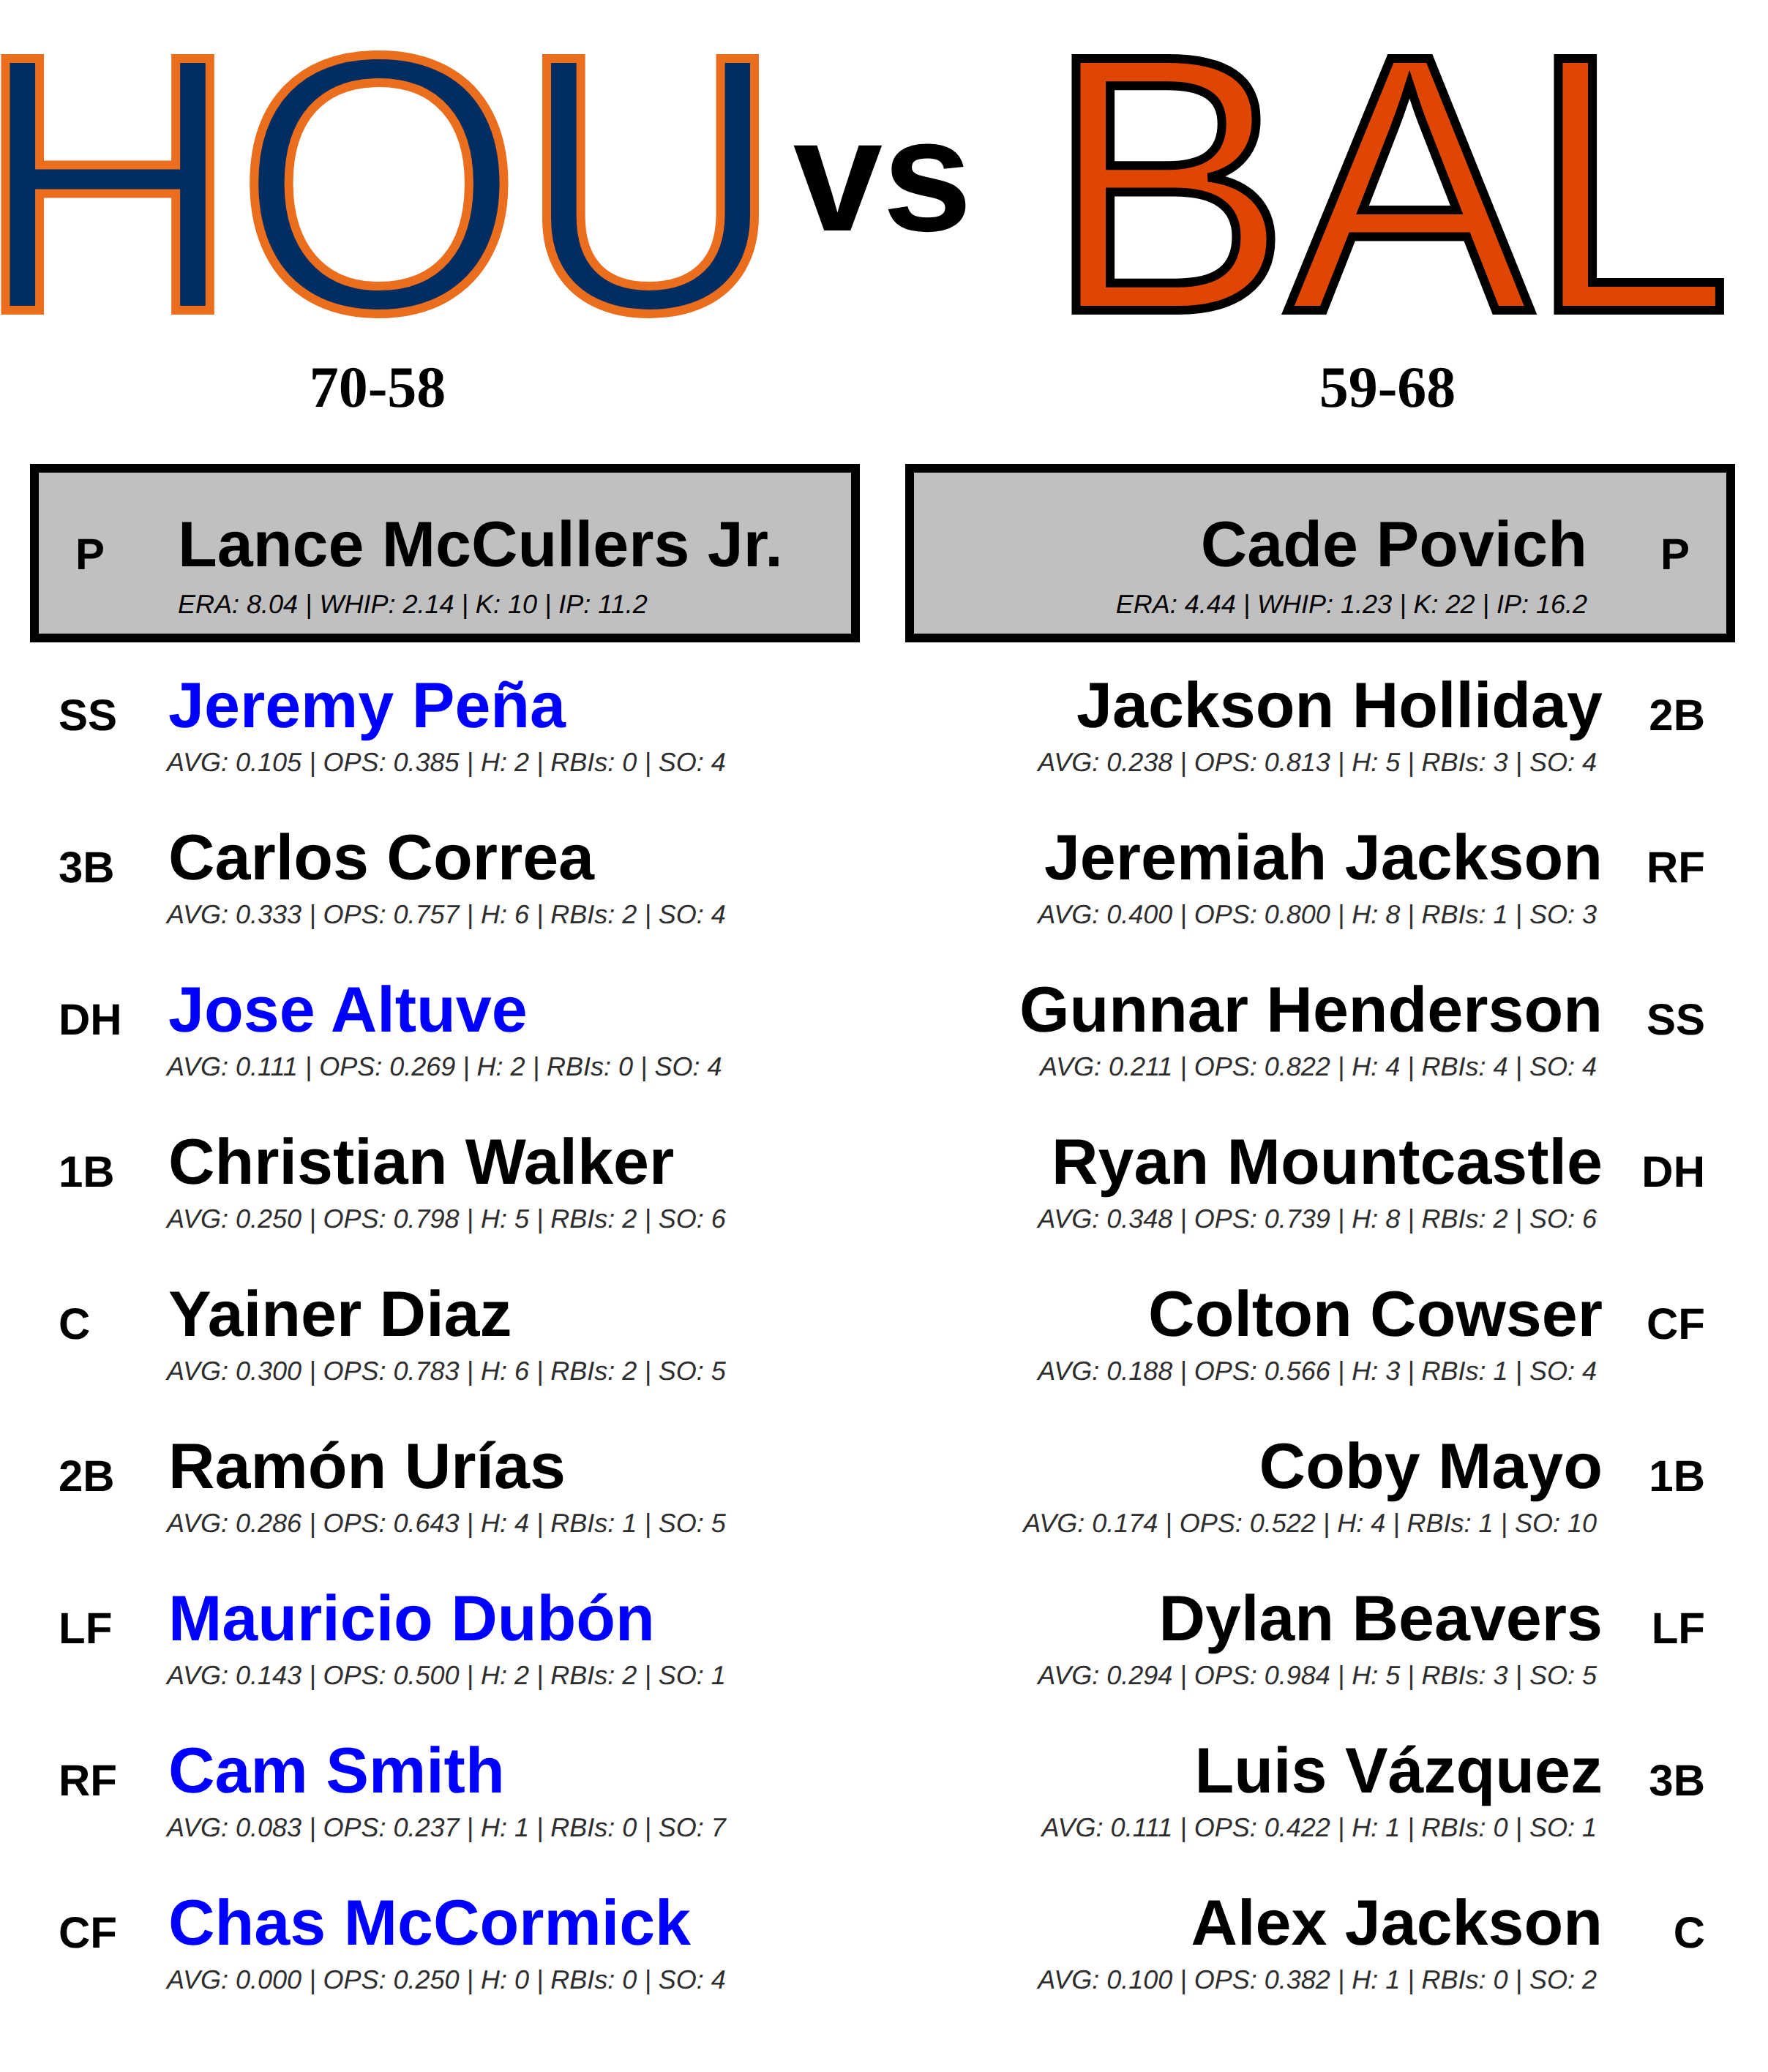 HOU vs BAL
70-58
59-68
P Lance McCullers Jr.
ERA: 8.04 | WHIP: 2.14 | K: 10 | IP: 11.2
Cade Povich P
ERA: 4.44 | WHIP: 1.23 | K: 22 | IP: 16.2
SS Jeremy Peña
AVG: 0.105 | OPS: 0.385 | H: 2 | RBIs: 0 | SO: 4
3B Carlos Correa
AVG: 0.333 | OPS: 0.757 | H: 6 | RBIs: 2 | SO: 4
DH Jose Altuve
AVG: 0.111 | OPS: 0.269 | H: 2 | RBIs: 0 | SO: 4
1B Christian Walker
AVG: 0.250 | OPS: 0.798 | H: 5 | RBIs: 2 | SO: 6
C Yainer Diaz
AVG: 0.300 | OPS: 0.783 | H: 6 | RBIs: 2 | SO: 5
2B Ramón Urías
AVG: 0.286 | OPS: 0.643 | H: 4 | RBIs: 1 | SO: 5
LF Mauricio Dubón
AVG: 0.143 | OPS: 0.500 | H: 2 | RBIs: 2 | SO: 1
RF Cam Smith
AVG: 0.083 | OPS: 0.237 | H: 1 | RBIs: 0 | SO: 7
CF Chas McCormick
AVG: 0.000 | OPS: 0.250 | H: 0 | RBIs: 0 | SO: 4
Jackson Holliday 2B
AVG: 0.238 | OPS: 0.813 | H: 5 | RBIs: 3 | SO: 4
Jeremiah Jackson RF
AVG: 0.400 | OPS: 0.800 | H: 8 | RBIs: 1 | SO: 3
Gunnar Henderson SS
AVG: 0.211 | OPS: 0.822 | H: 4 | RBIs: 4 | SO: 4
Ryan Mountcastle DH
AVG: 0.348 | OPS: 0.739 | H: 8 | RBIs: 2 | SO: 6
Colton Cowser CF
AVG: 0.188 | OPS: 0.566 | H: 3 | RBIs: 1 | SO: 4
Coby Mayo 1B
AVG: 0.174 | OPS: 0.522 | H: 4 | RBIs: 1 | SO: 10
Dylan Beavers LF
AVG: 0.294 | OPS: 0.984 | H: 5 | RBIs: 3 | SO: 5
Luis Vázquez 3B
AVG: 0.111 | OPS: 0.422 | H: 1 | RBIs: 0 | SO: 1
Alex Jackson C
AVG: 0.100 | OPS: 0.382 | H: 1 | RBIs: 0 | SO: 2